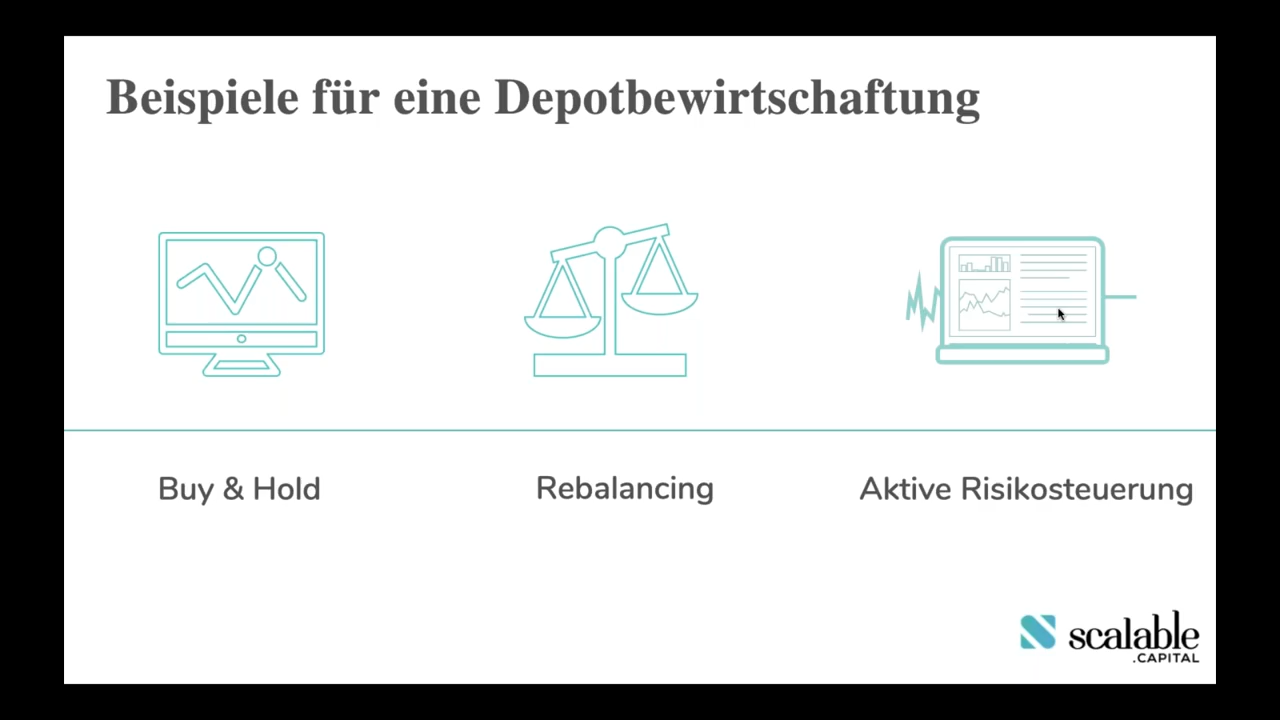 Beispiele für eine Depotbewirtschaftung
Buy & Hold
Rebalancing
Aktive Risikosteuerung
scalable
.CAPITAL